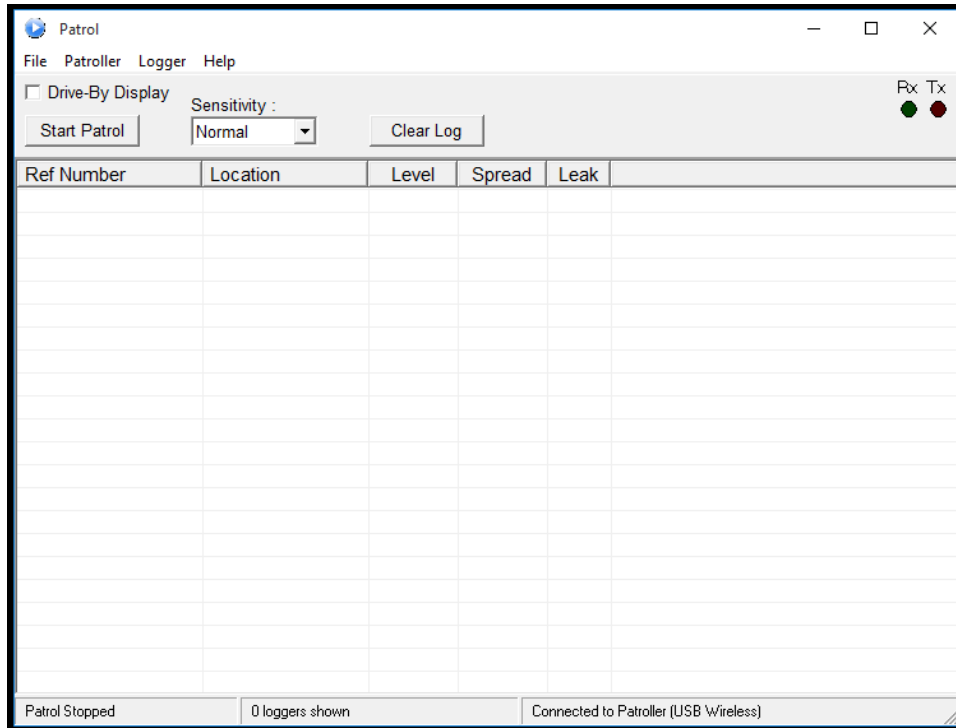 Patrol
File Patroller Logger Help
Drive-By Display
Rx Tx
Sensitivity :
Start Patrol Normal Clear Log
Ref Number Location Level Spread Leak
Patrol Stopped 0 loggers shown Connected to Patroller (USB Wireless)